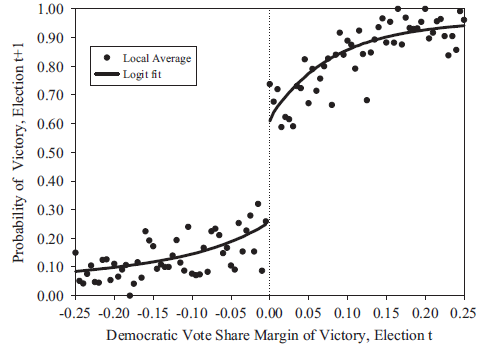 Probability of Victory, Election t+1
1.00
0.90
0.80
0.70
0.60
0.50
0.40
0.30
0.20
0.10
0.00
Local Average
Logit fit
-0.25 -0.20 -0.15 -0.10 -0.05 0.00 0.05 0.10 0.15 0.20 0.25
Democratic Vote Share Margin of Victory, Election t